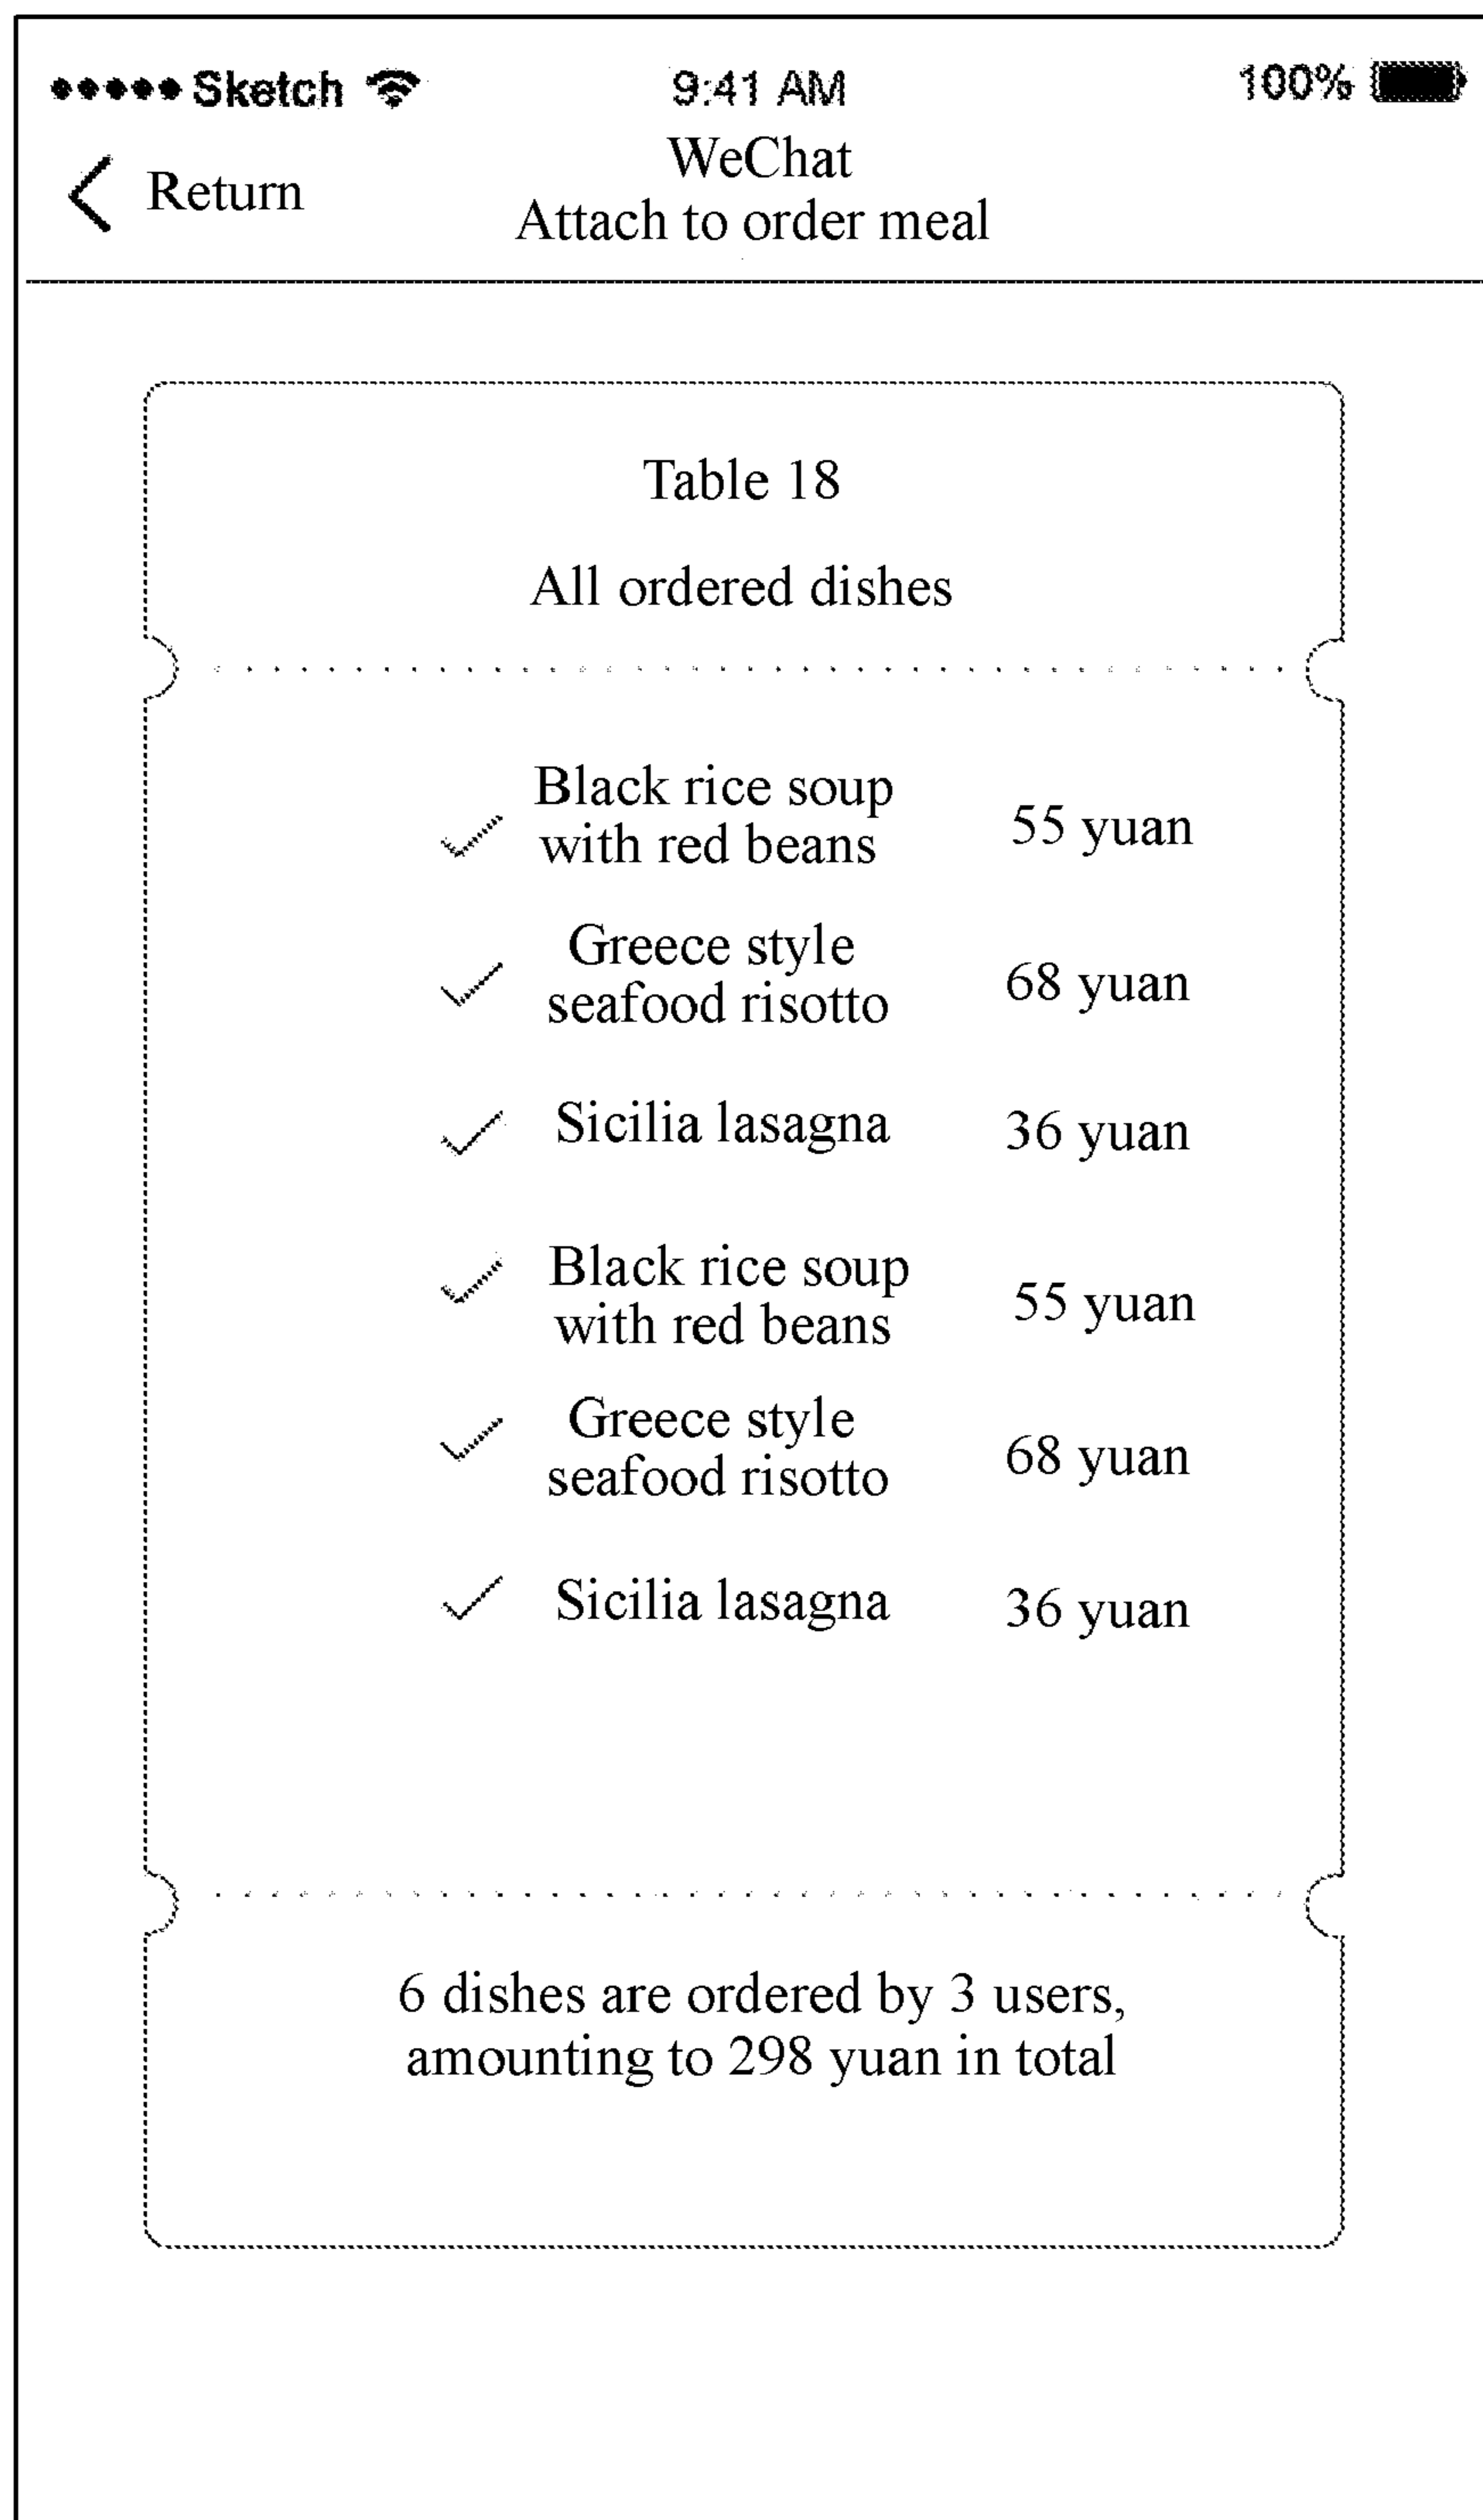 Sketch 9:41 AM 100%
WeChat
Return
Attach to order meal
Table 18
All ordered dishes
Black rice soup
with red beans
55 yuan
Greece style
seafood risotto
68 yuan
Sicilia lasagna
36 yuan
Black rice soup
with red beans
55 yuan
Greece style
seafood risotto
68 yuan
Sicilia lasagna
36 yuan
6 dishes are ordered by 3 users,
amounting to 298 yuan in total